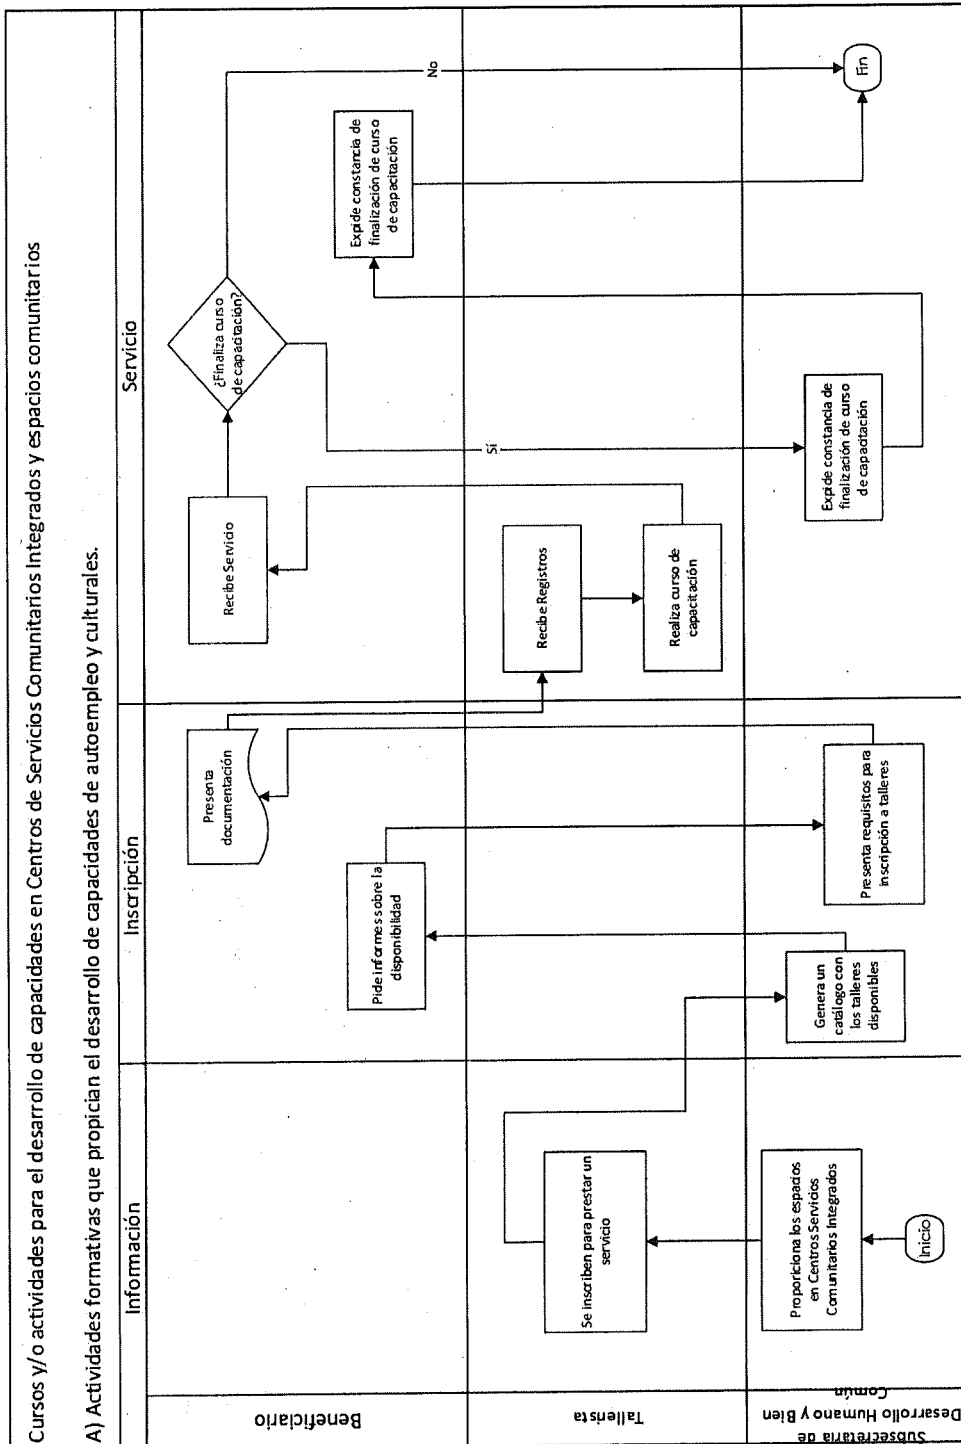 Cursos y/o actividades para el desarrollo de capacidades en Centros de Servicios Comunitarios Integrados y espacios comunitarios
A) Actividades formativas que propician el desarrollo de capacidades de autoempleo y culturales.
Información
Inscripción
Servicio
Beneficiario
Pide informes sobre la
disponibilidad
Presenta
documentación
Recibe Servicio
¿Finaliza curso
de capacitación?
Expide constancia de
finalización de curso
de capacitación
No
Tallerista
Se inscriben para prestar un
servicio
Recibe Registros
Realiza curso de
capacitación
Sí
Subsecretaría de
Desarrollo Humano y Bien
Común
Inicio
Proporiciona los espacios
en Centros Servicios
Comunitarios Integrados
Genera un
catálogo con
los talleres
disponibles
Presenta requisitos para
inscripción a talleres
Expide constancia de
finalización de curso
de capacitación
Fin